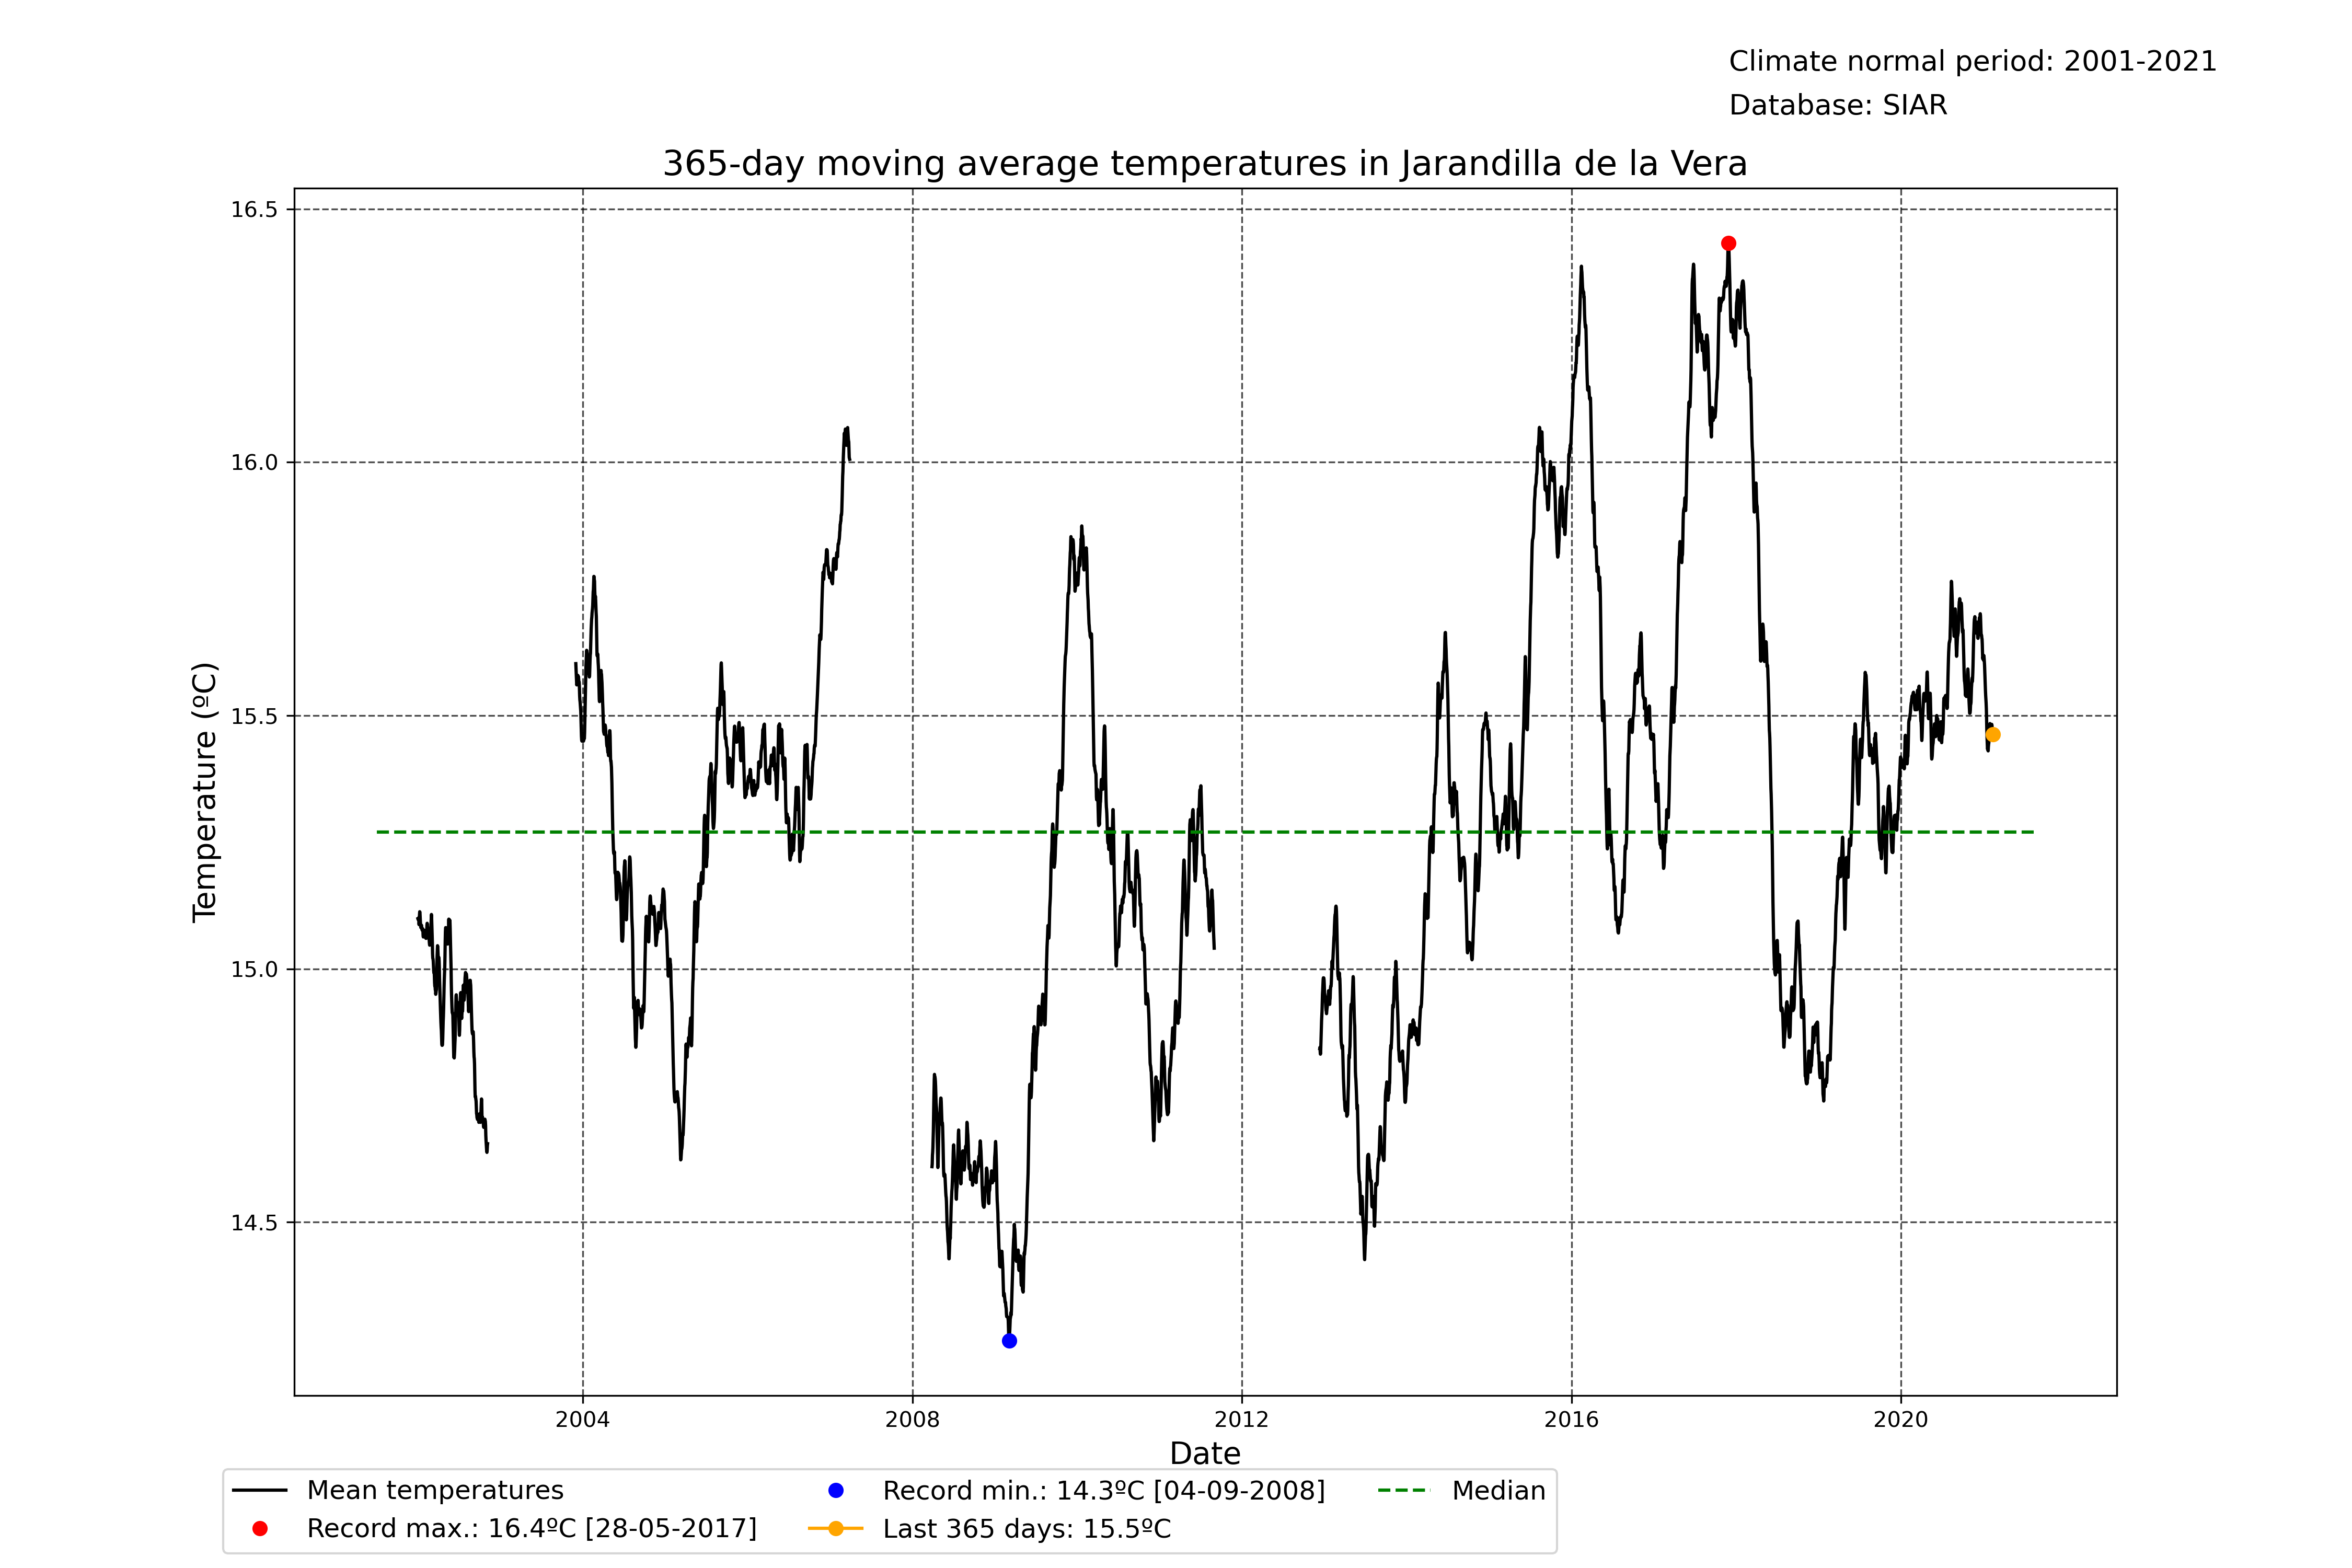 Climate normal period: 2001-2021
Database: SIAR
365-day moving average temperatures in Jarandilla de la Vera
16.5
16.0
15.5
15.0
14.5
Temperature (ºC)
2004 2008 2012 2016 2020
Date
Mean temperatures
Record max.: 16.4ºC [28-05-2017]
Record min.: 14.3ºC [04-09-2008]
Last 365 days: 15.5ºC
Median